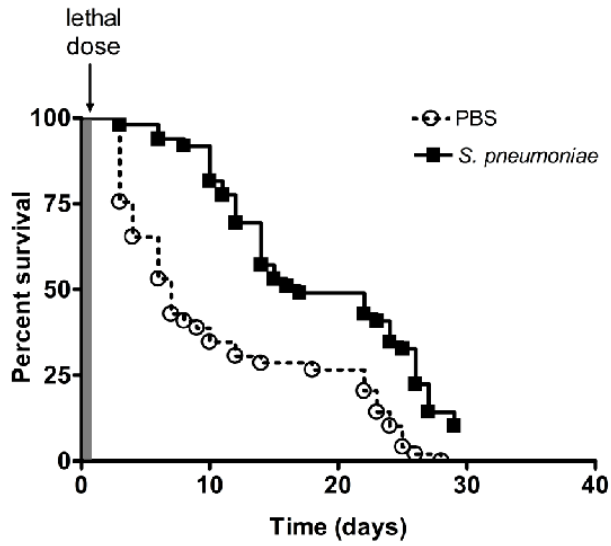 lethal
dose
PBS
S. pneumoniae
Percent survival
100
75
50
25
0
0 10 20 30 40
Time (days)